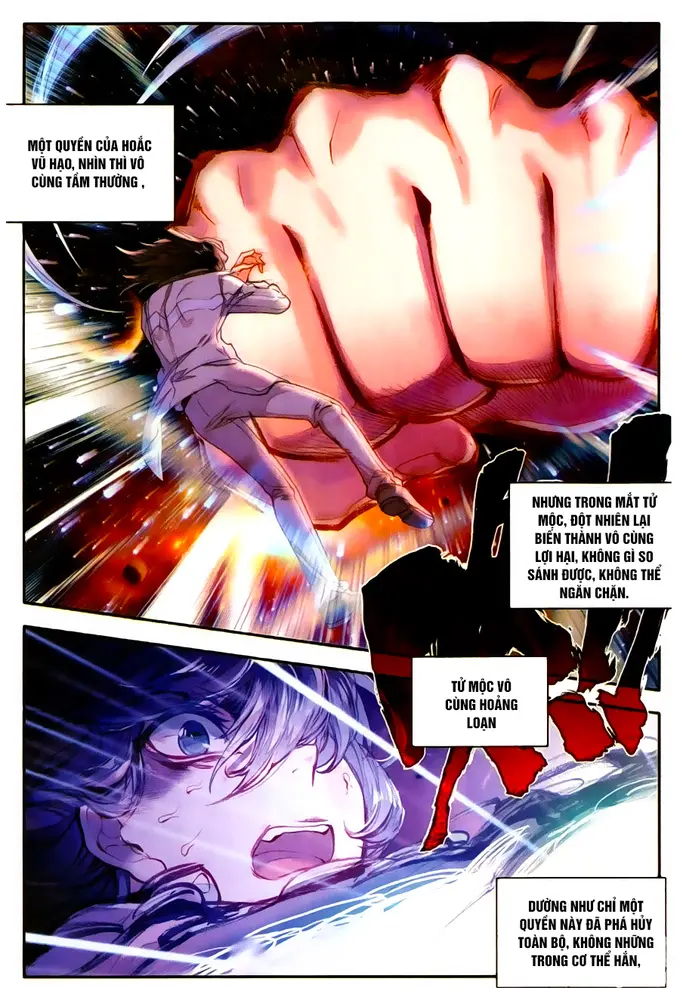 MỘT QUYỀN CỦA HOẮC
VŨ HẠO, NHÌN THÌ VÔ
CÙNG TẦM THƯỜNG ,
NHƯNG TRONG MẮT TỬ
MỘC, ĐỘT NHIÊN LẠI
BIẾN THÀNH VÔ CÙNG
LỢI HẠI, KHÔNG GÌ SO
SÁNH ĐƯỢC, KHÔNG THỂ
NGĂN CHẶN.
TỬ MỘC VÔ
CÙNG HOẢNG
LOẠN
DƯỜNG NHƯ CHỈ MỘT
QUYỀN NÀY ĐÃ PHÁ HỦY
TOÀN BỘ, KHÔNG NHỮNG
TRONG CƠ THỂ HẮN,